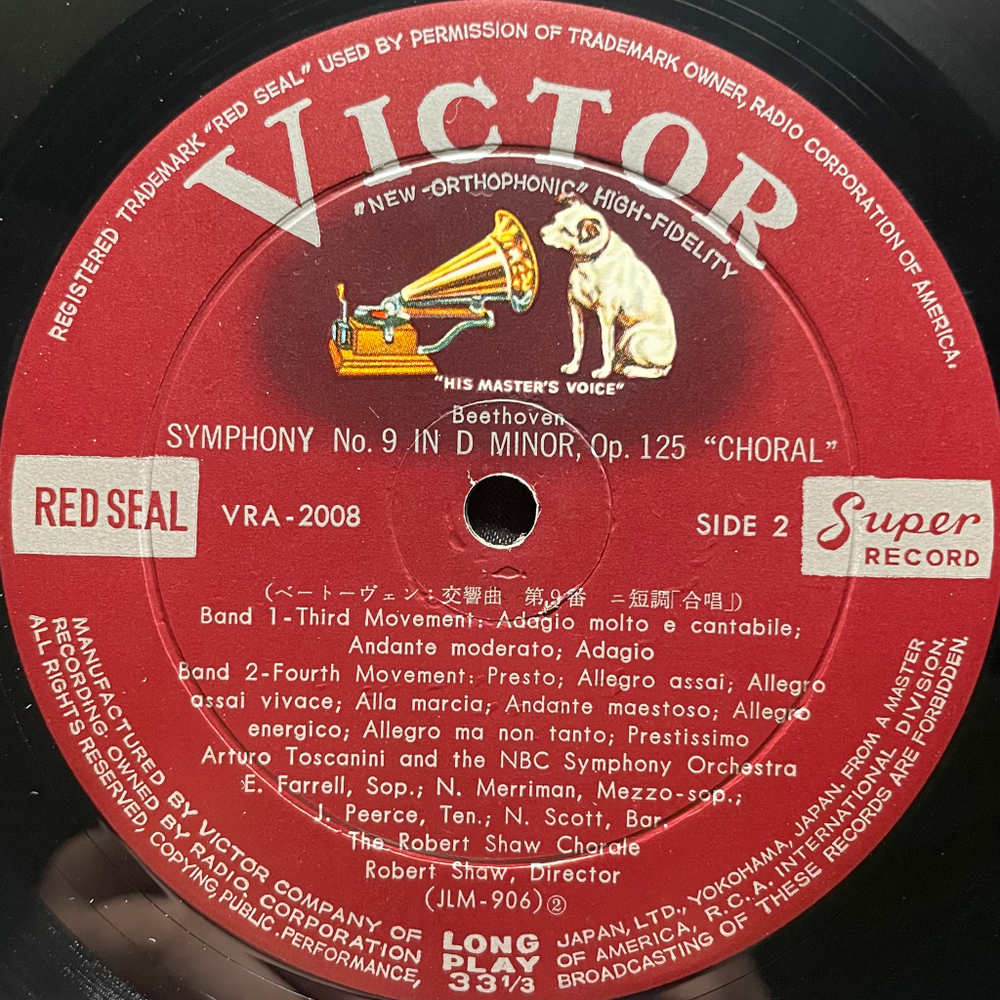 REGISTERED TRADEMARK "RED SEAL" USED BY PERMISSION OF TRADEMARK OWNER, RADIO CORPORATION OF AMERICA.
VICTOR
"NEW-ORTHOPHONIC" HIGH-FIDELITY
"HIS MASTER'S VOICE"
Beethoven
SYMPHONY No. 9 IN D MINOR, Op. 125 "CHORAL"
RED SEAL
VRA-2008
SIDE 2
Super
RECORD
(ベートーヴェン:交響曲 第9番 ニ短調「合唱」)
Band 1-Third Movement: Adagio molto e cantabile;
Andante moderato; Adagio
Band 2-Fourth Movement: Presto; Allegro assai; Allegro
assai vivace; Alla marcia; Andante maestoso; Allegro
energico; Allegro ma non tanto; Prestissimo
Arturo Toscanini and the NBC Symphony Orchestra
E. Farrell, Sop.; N. Merriman, Mezzo-sop.;
J. Peerce, Ten.; N. Scott, Bar.
The Robert Shaw Chorale
Robert Shaw, Director
(JLM-906)②
LONG
PLAY
33 1/3
MANUFACTURED BY VICTOR COMPANY OF JAPAN, LTD., YOKOHAMA, JAPAN. FROM A MASTER
RECORDING OWNED BY RADIO CORPORATION OF AMERICA, R.C.A. INTERNATIONAL DIVISION.
ALL RIGHTS RESERVED, COPYING, PUBLIC PERFORMANCE, BROADCASTING OF THESE RECORDS ARE FORBIDDEN.